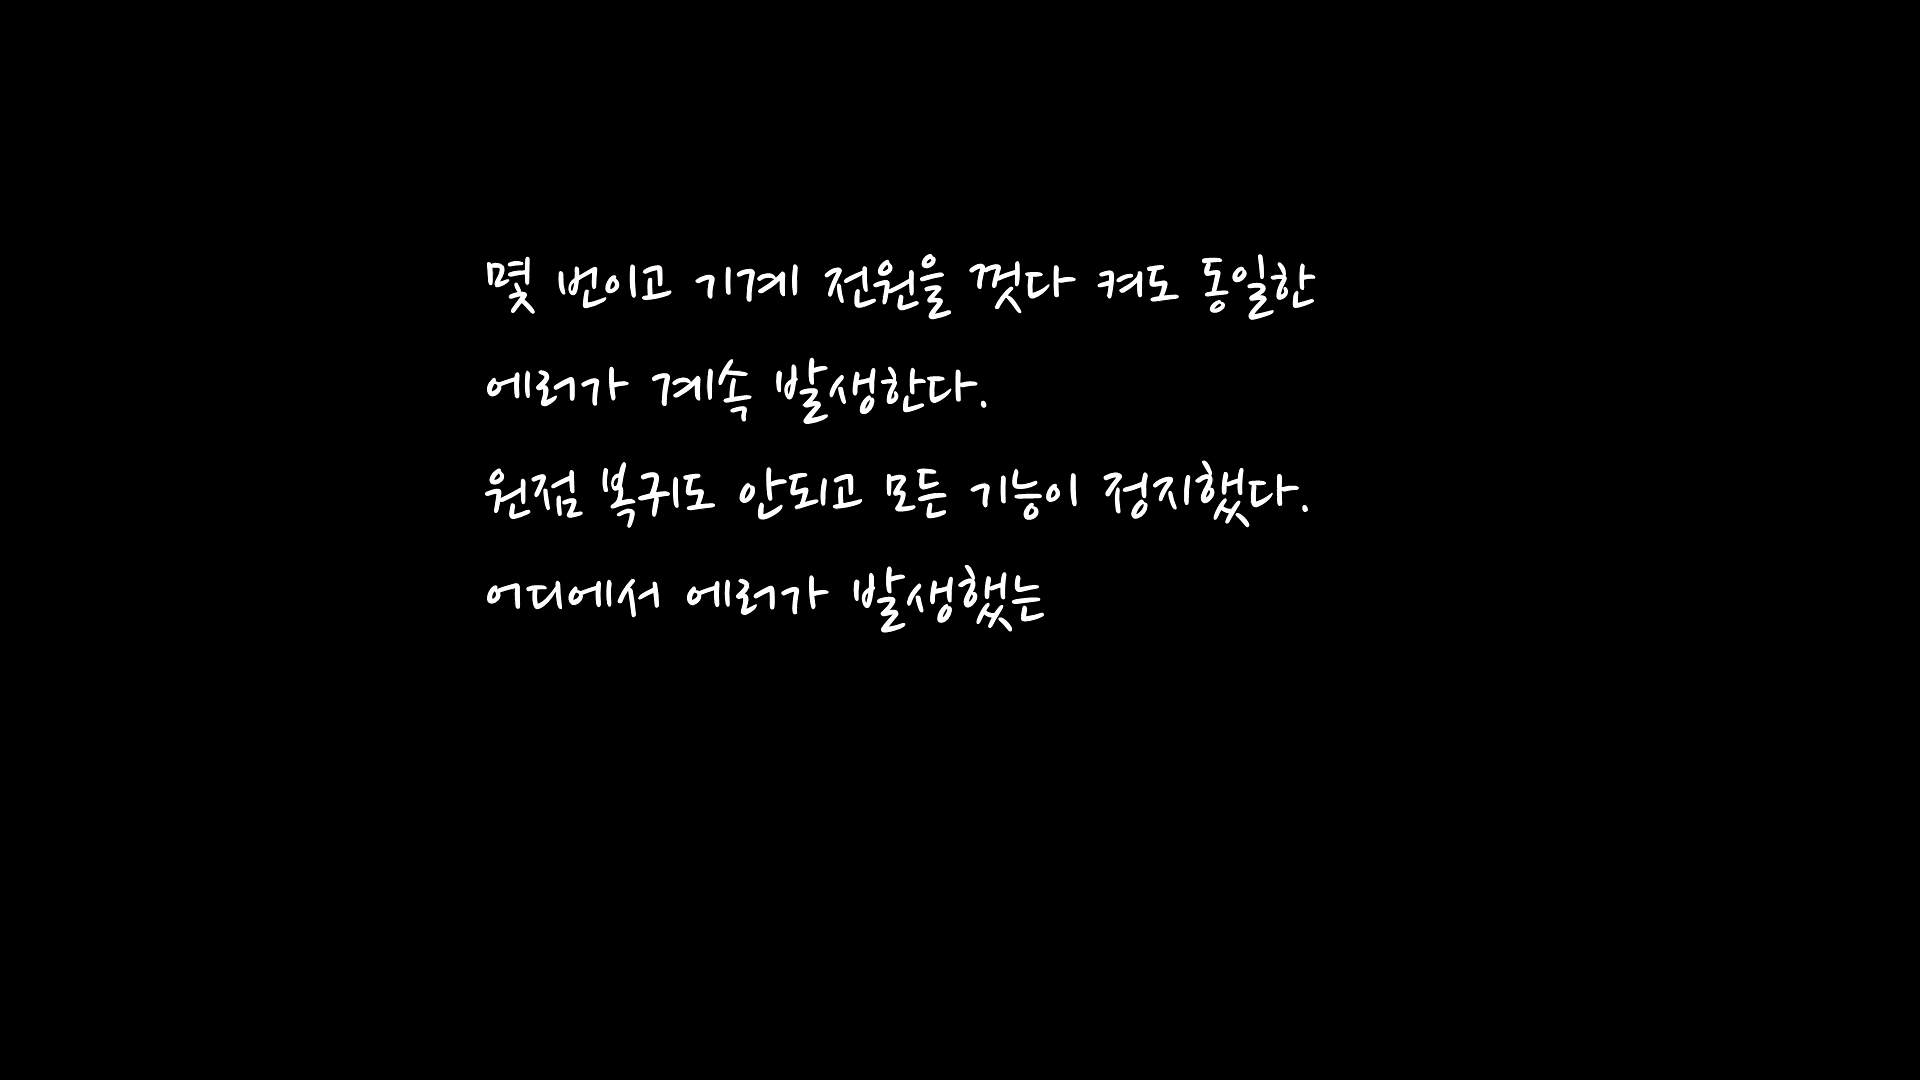 몇 번이고 기계 전원을 껐다 켜도 동일한
에러가 계속 발생한다.
원점 복귀도 안되고 모든 기능이 정지했다.
어디에서 에러가 발생했는